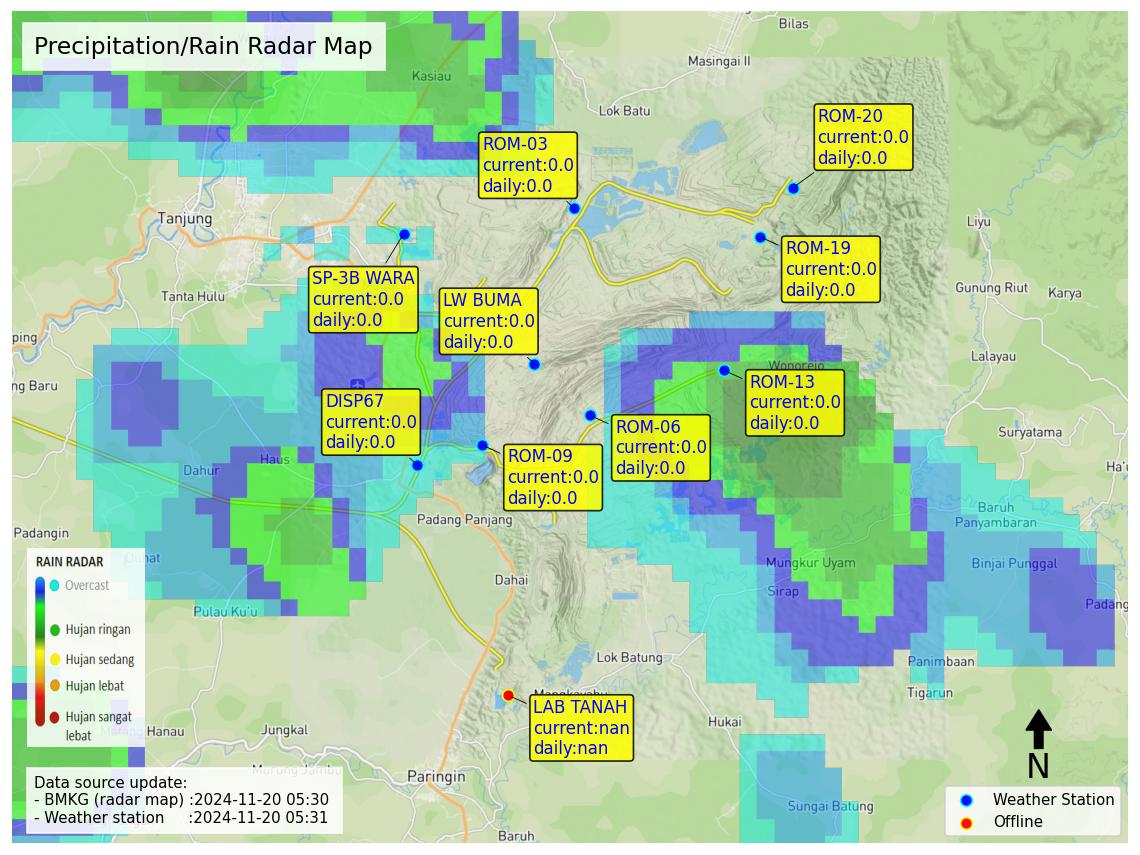 Precipitation/Rain Radar Map
Bilas
Masingai II
Kasiau
Lok Batu
ROM-20
current:0.0
daily:0.0
ROM-03
current:0.0
daily:0.0
Tanjung
Liyu
ROM-19
current:0.0
daily:0.0
SP-3B WARA
current:0.0
daily:0.0
Tanta Hulu
LW BUMA
current:0.0
daily:0.0
Gunung Riut
Karya
ping
Lalayau
Wonorejo
ng Baru
ROM-13
current:0.0
daily:0.0
DISP67
current:0.0
daily:0.0
ROM-06
current:0.0
daily:0.0
Suryatama
Haus
Dahur
ROM-09
current:0.0
daily:0.0
Ha'u
Baruh
Panyambaran
Padang Panjang
Padangin
Mungkur Uyam
Binjai Punggal
Dahai
Sirap
Padang
Pulau Ku'u
RAIN RADAR
Overcast
Hujan ringan
Hujan sedang
Hujan lebat
Hujan sangat
lebat
Lok Batung
Panimbaan
Tigarun
LAB TANAH
current:nan
daily:nan
Hukai
Hanau
Jungkal
Paringin
Sungai Batung
Baruh
N
Data source update:
- BMKG (radar map) :2024-11-20 05:30
- Weather station :2024-11-20 05:31
Weather Station
Offline